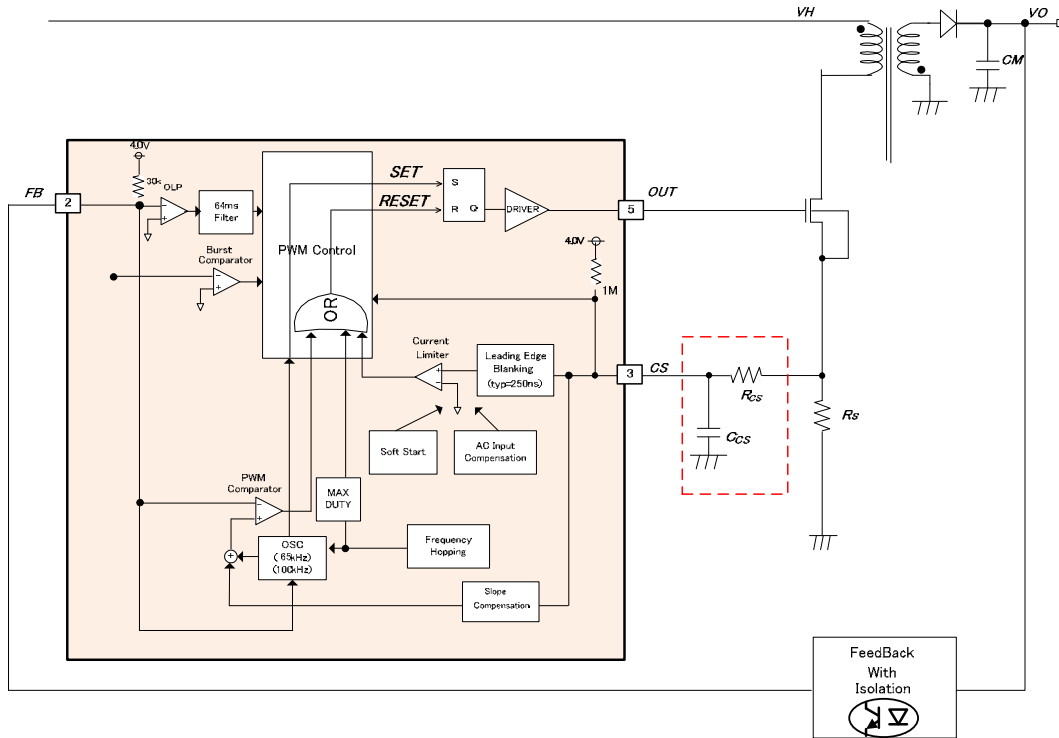 VH
VO
CM
4.0V
30k
OLP
FB
2
64ms
Filter
SET
RESET
S
R
Q
DRIVER
5
OUT
Burst
Comparator
PWM Control
4.0V
1M
OR
Current
Limiter
Leading Edge
Blanking
(typ=250ns)
3
CS
RCS
RS
CCS
Soft Start
AC Input
Compensation
PWM
Comparator
MAX
DUTY
+
OSC
(65kHz)
(100kHz)
Frequency
Hopping
Slope
Compensation
FeedBack
With
Isolation